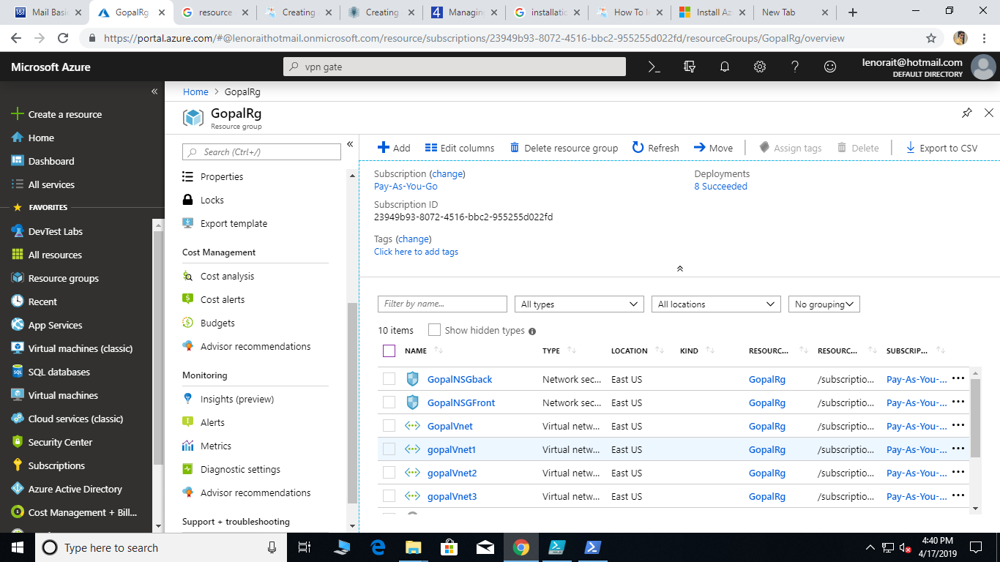 Mail Basic
GopalRg
resource
Creating
Creating
Managing
installatio
How To In
Install Az
New Tab
https://portal.azure.com/#@lenoraithotmail.onmicrosoft.com/resource/subscriptions/23949b93-8072-4516-bbc2-955255d022fd/resourceGroups/GopalRg/overview
Microsoft Azure
vpn gate
lenorait@hotmail.com
DEFAULT DIRECTORY
Create a resource
Home
Dashboard
All services
FAVORITES
DevTest Labs
All resources
Resource groups
Recent
App Services
Virtual machines (classic)
SQL databases
Virtual machines
Cloud services (classic)
Security Center
Subscriptions
Azure Active Directory
Cost Management + Bill...
Home > GopalRg
GopalRg
Resource group
Search (Ctrl+/)
Properties
Locks
Export template
Cost Management
Cost analysis
Cost alerts
Budgets
Advisor recommendations
Monitoring
Insights (preview)
Alerts
Metrics
Diagnostic settings
Advisor recommendations
Support + troubleshooting
Add Edit columns Delete resource group Refresh Move Assign tags Delete Export to CSV
Subscription (change)
Pay-As-You-Go
Subscription ID
23949b93-8072-4516-bbc2-955255d022fd
Tags (change)
Click here to add tags
Deployments
8 Succeeded
Filter by name... All types All locations No grouping
10 items Show hidden types
NAME TYPE LOCATION KIND RESOURC... RESOURC... SUBSCRIP...
GopalNSGback Network sec... East US GopalRg /subscriptio... Pay-As-You-... ...
GopalNSGFront Network sec... East US GopalRg /subscriptio... Pay-As-You-... ...
GopalVnet Virtual netw... East US GopalRg /subscriptio... Pay-As-You-... ...
gopalVnet1 Virtual netw... East US GopalRg /subscriptio... Pay-As-You-... ...
gopalVnet2 Virtual netw... East US GopalRg /subscriptio... Pay-As-You-... ...
gopalVnet3 Virtual netw... East US GopalRg /subscriptio... Pay-As-You-... ...
Type here to search
4:40 PM
4/17/2019